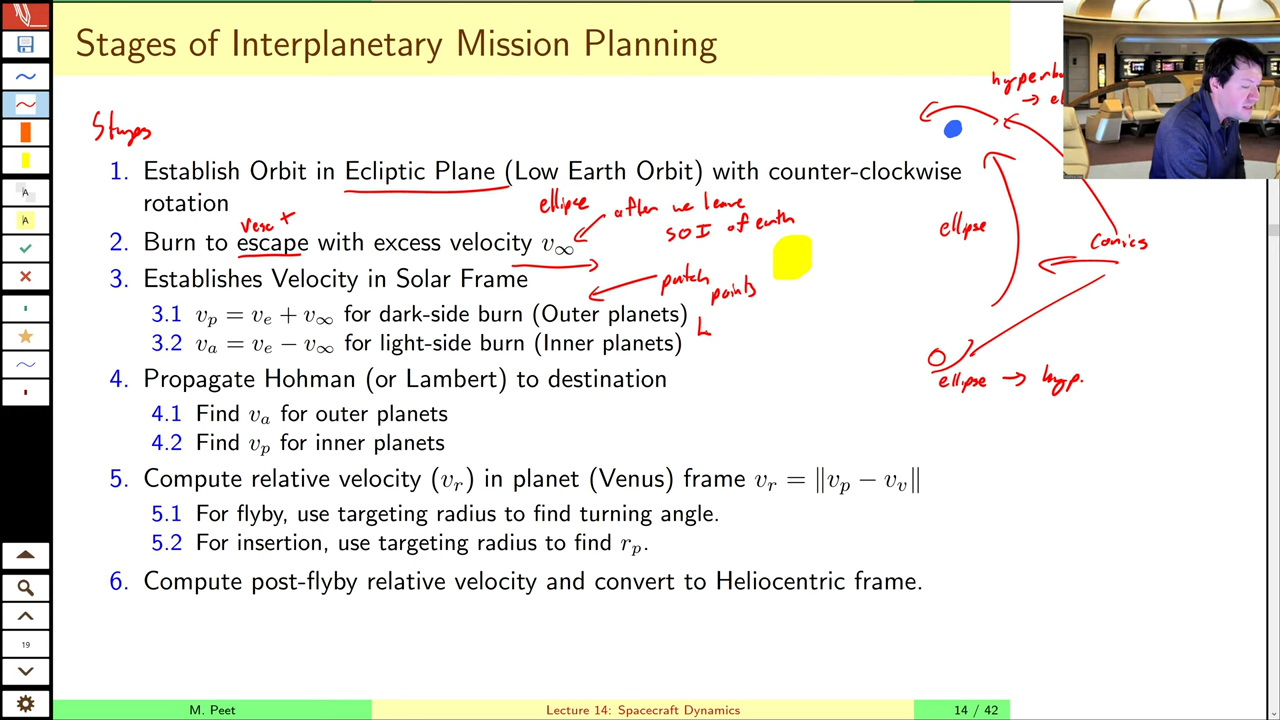 Stages of Interplanetary Mission Planning
Stages
1. Establish Orbit in Ecliptic Plane (Low Earth Orbit) with counter-clockwise
rotation
ellipse
after we leave
SOI of earth
vesc +
2. Burn to escape with excess velocity v∞
3. Establishes Velocity in Solar Frame
patch
points
3.1 vp = ve + v∞ for dark-side burn (Outer planets)
3.2 va = ve − v∞ for light-side burn (Inner planets)
4. Propagate Hohman (or Lambert) to destination
4.1 Find va for outer planets
4.2 Find vp for inner planets
5. Compute relative velocity (vr) in planet (Venus) frame vr = ‖vp − vv‖
5.1 For flyby, use targeting radius to find turning angle.
5.2 For insertion, use targeting radius to find rp.
6. Compute post-flyby relative velocity and convert to Heliocentric frame.
→ el
ellipse
Conics
ellipse → hyp.
19
M. Peet
Lecture 14: Spacecraft Dynamics
14 / 42